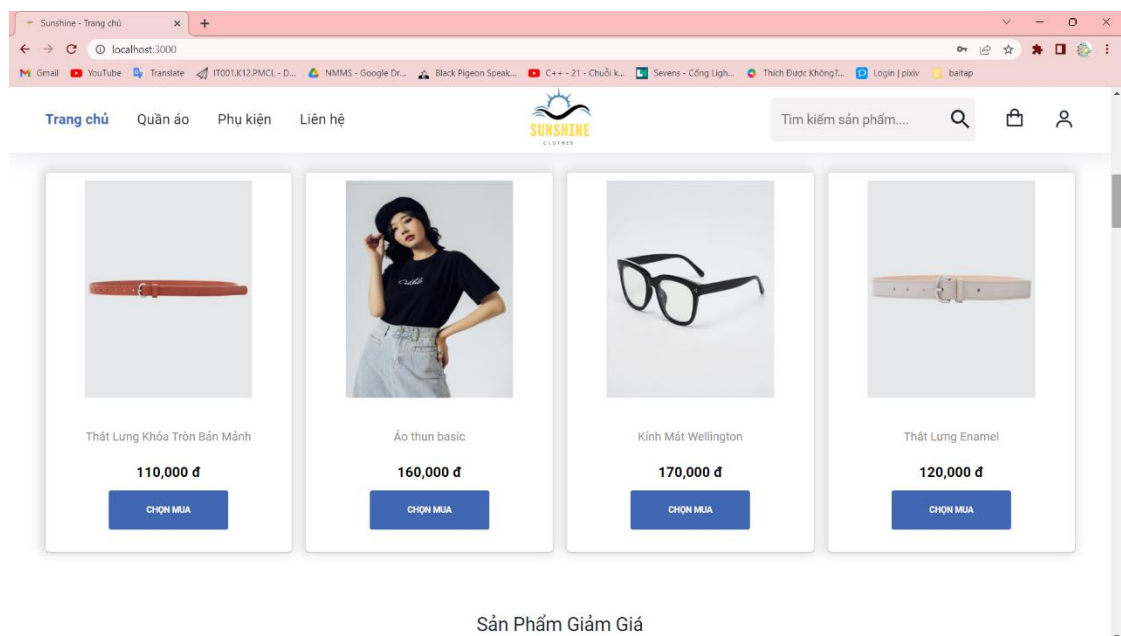 Sunshine - Trang chủ
localhost:3000
Gmail YouTube Translate IT001.K12.PMCL - D... NMMS - Google Dr... Black Pigeon Speak... C++ - 21 - Chuỗi k... Sevens - Cổng Ligh... Thích Được Không?... Login | pixiv baitap
Trang chủ Quần áo Phụ kiện Liên hệ
SUNSHINE
CLOTHES
Tìm kiếm sản phẩm....
Thắt Lưng Khóa Tròn Bản Mảnh Áo thun basic Kính Mát Wellington Thắt Lưng Enamel
110,000 đ 160,000 đ 170,000 đ 120,000 đ
CHỌN MUA CHỌN MUA CHỌN MUA CHỌN MUA
Sản Phẩm Giảm Giá